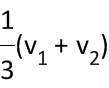 1/3(v₁ + v₂)